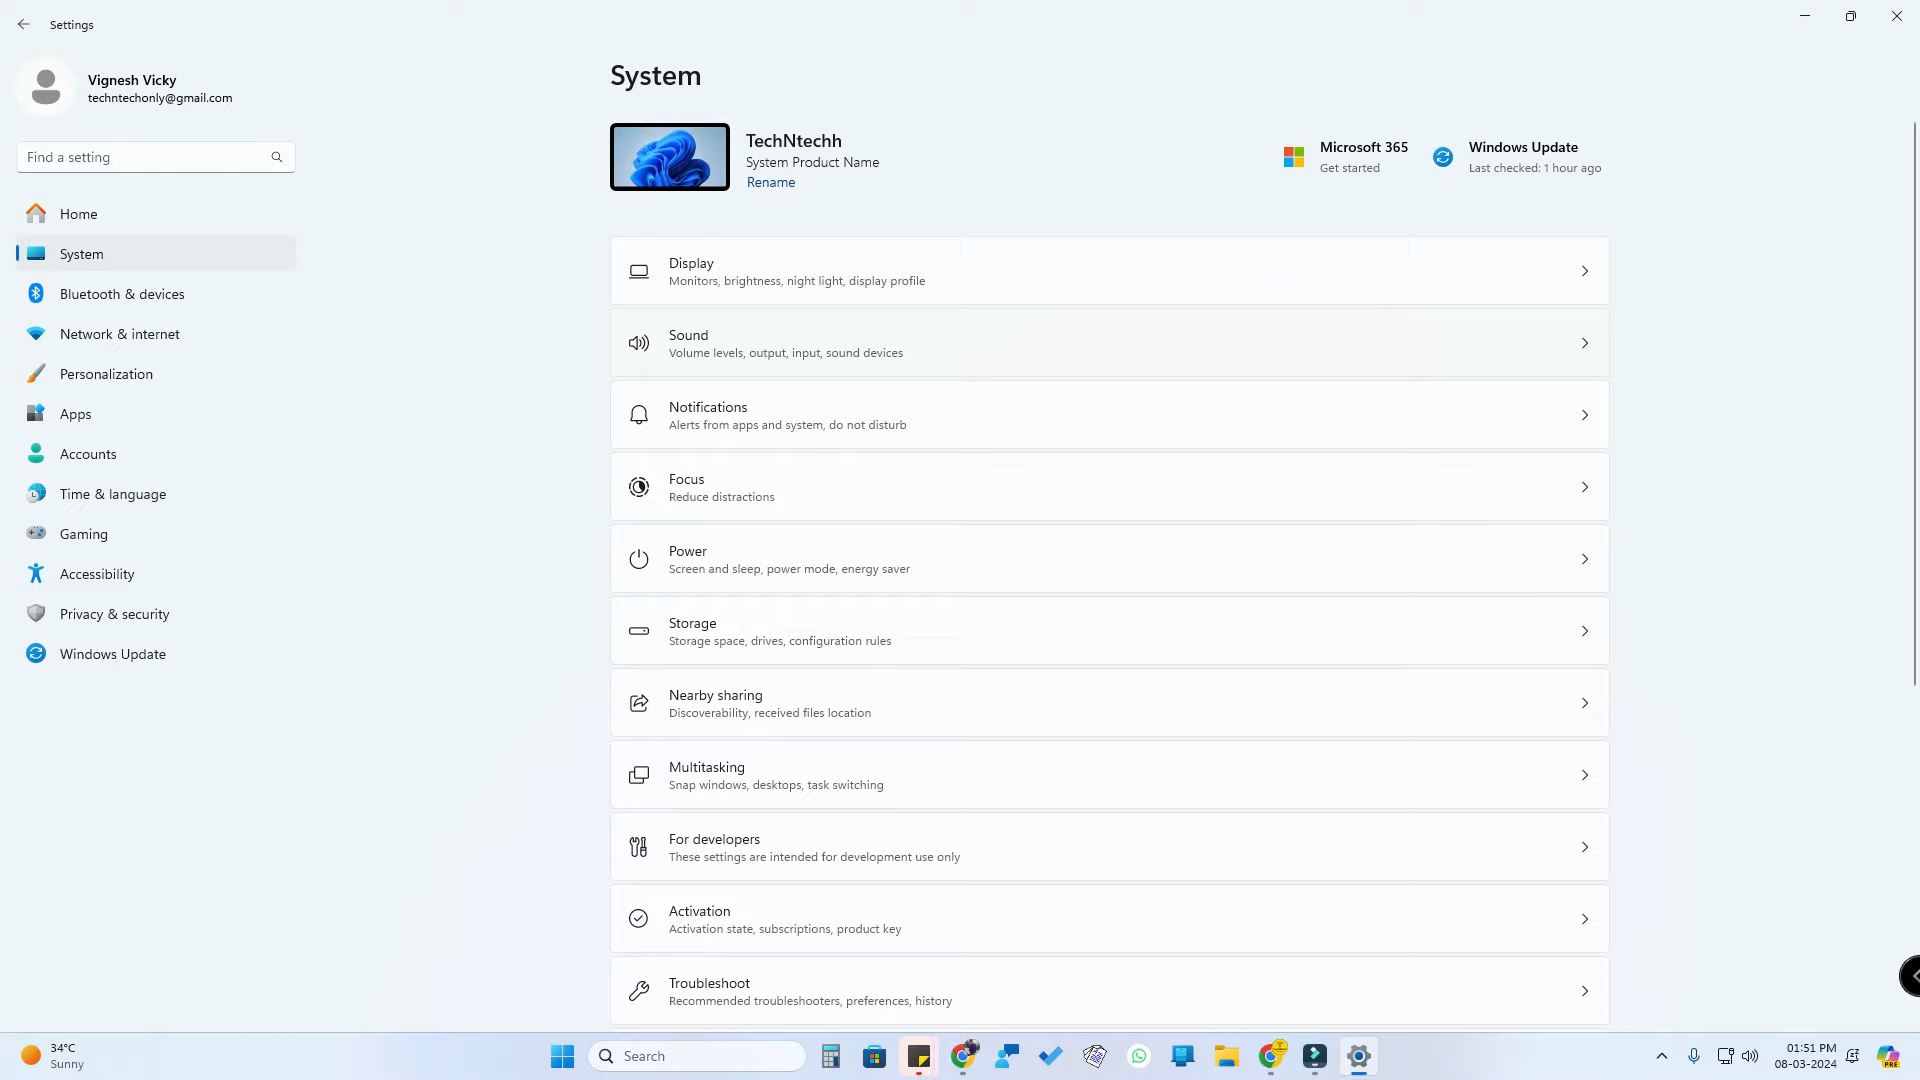 Settings
Vignesh Vicky
techntechonly@gmail.com
Find a setting
Home
System
Bluetooth & devices
Network & internet
Personalization
Apps
Accounts
Time & language
Gaming
Accessibility
Privacy & security
Windows Update
System
TechNtechh
System Product Name
Rename
Microsoft 365
Get started
Windows Update
Last checked: 1 hour ago
Display
Monitors, brightness, night light, display profile
Sound
Volume levels, output, input, sound devices
Notifications
Alerts from apps and system, do not disturb
Focus
Reduce distractions
Power
Screen and sleep, power mode, energy saver
Storage
Storage space, drives, configuration rules
Nearby sharing
Discoverability, received files location
Multitasking
Snap windows, desktops, task switching
For developers
These settings are intended for development use only
Activation
Activation state, subscriptions, product key
Troubleshoot
Recommended troubleshooters, preferences, history
34°C
Sunny
Search
01:51 PM
08-03-2024
PRE